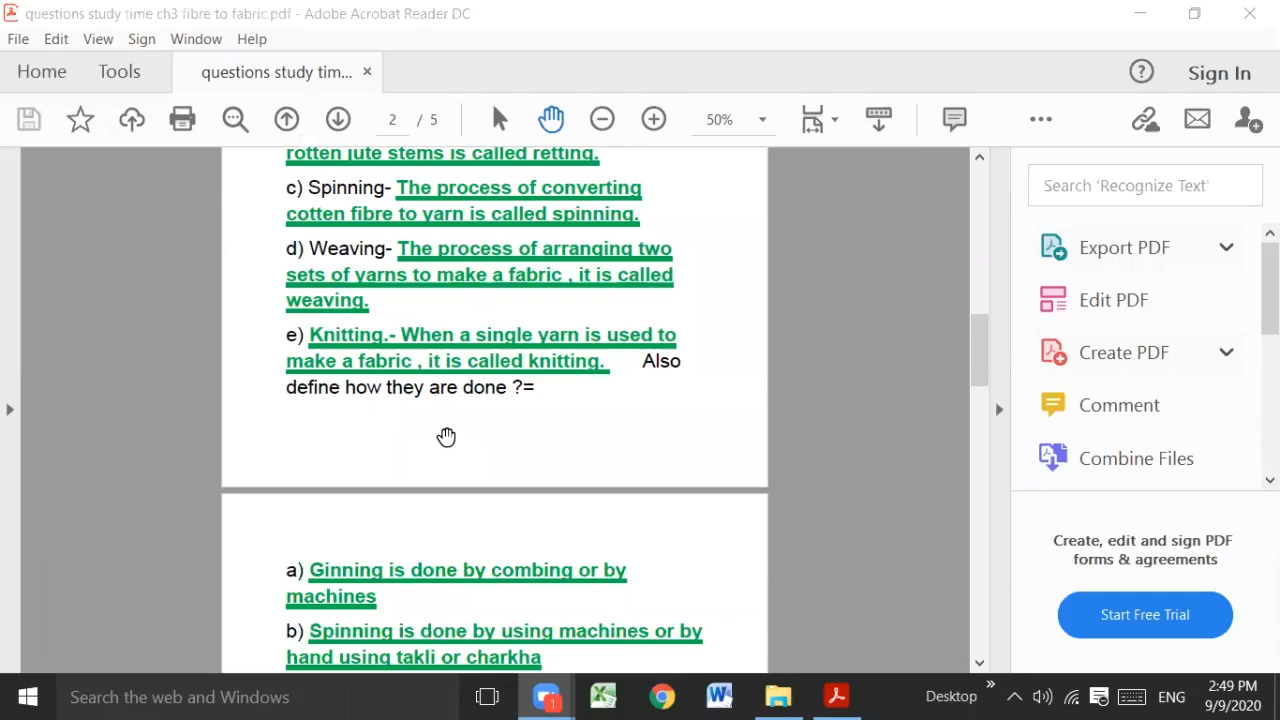 questions study time ch3 fibre to fabric.pdf - Adobe Acrobat Reader DC
File Edit View Sign Window Help
Home Tools questions study tim... × Sign In
2 / 5 50%
rotten jute stems is called retting.
c) Spinning- The process of converting
cotten fibre to yarn is called spinning.
d) Weaving- The process of arranging two
sets of yarns to make a fabric , it is called
weaving.
e) Knitting.- When a single yarn is used to
make a fabric , it is called knitting. Also
define how they are done ?=
a) Ginning is done by combing or by
machines
b) Spinning is done by using machines or by
hand using takli or charkha
Search 'Recognize Text'
Export PDF
Edit PDF
Create PDF
Comment
Combine Files
Create, edit and sign PDF
forms & agreements
Start Free Trial
Search the web and Windows
1
Desktop
ENG
2:49 PM
9/9/2020